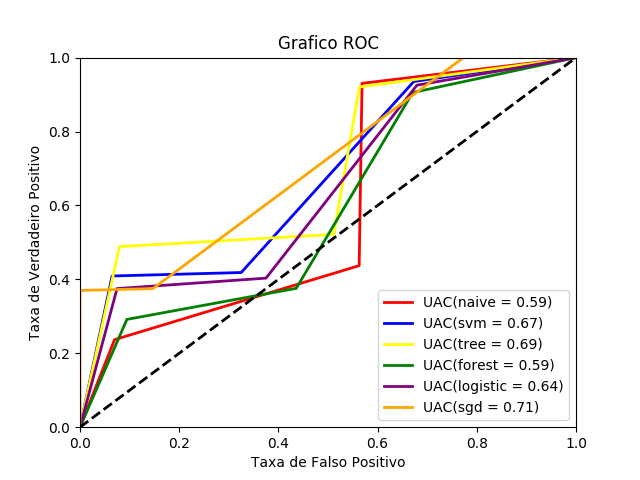 Grafico ROC
1.0
0.8
0.6
0.4
0.2
0.0
Taxa de Verdadeiro Positivo
UAC(naive = 0.59)
UAC(svm = 0.67)
UAC(tree = 0.69)
UAC(forest = 0.59)
UAC(logistic = 0.64)
UAC(sgd = 0.71)
0.0 0.2 0.4 0.6 0.8 1.0
Taxa de Falso Positivo